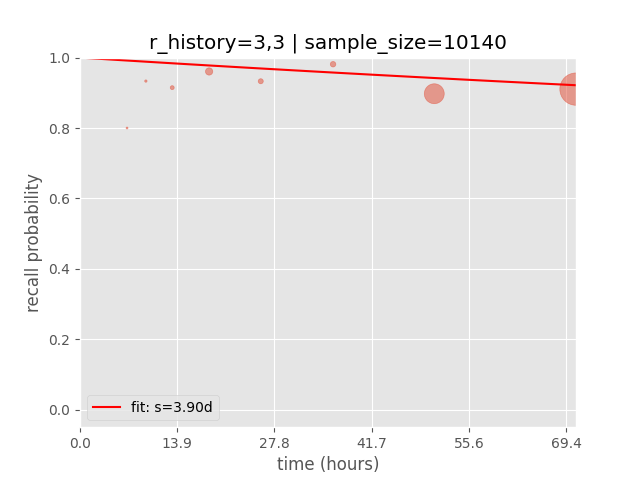 r_history=3,3 | sample_size=10140
1.0
0.8
0.6
0.4
0.2
0.0
recall probability
fit: s=3.90d
0.0 13.9 27.8 41.7 55.6 69.4
time (hours)